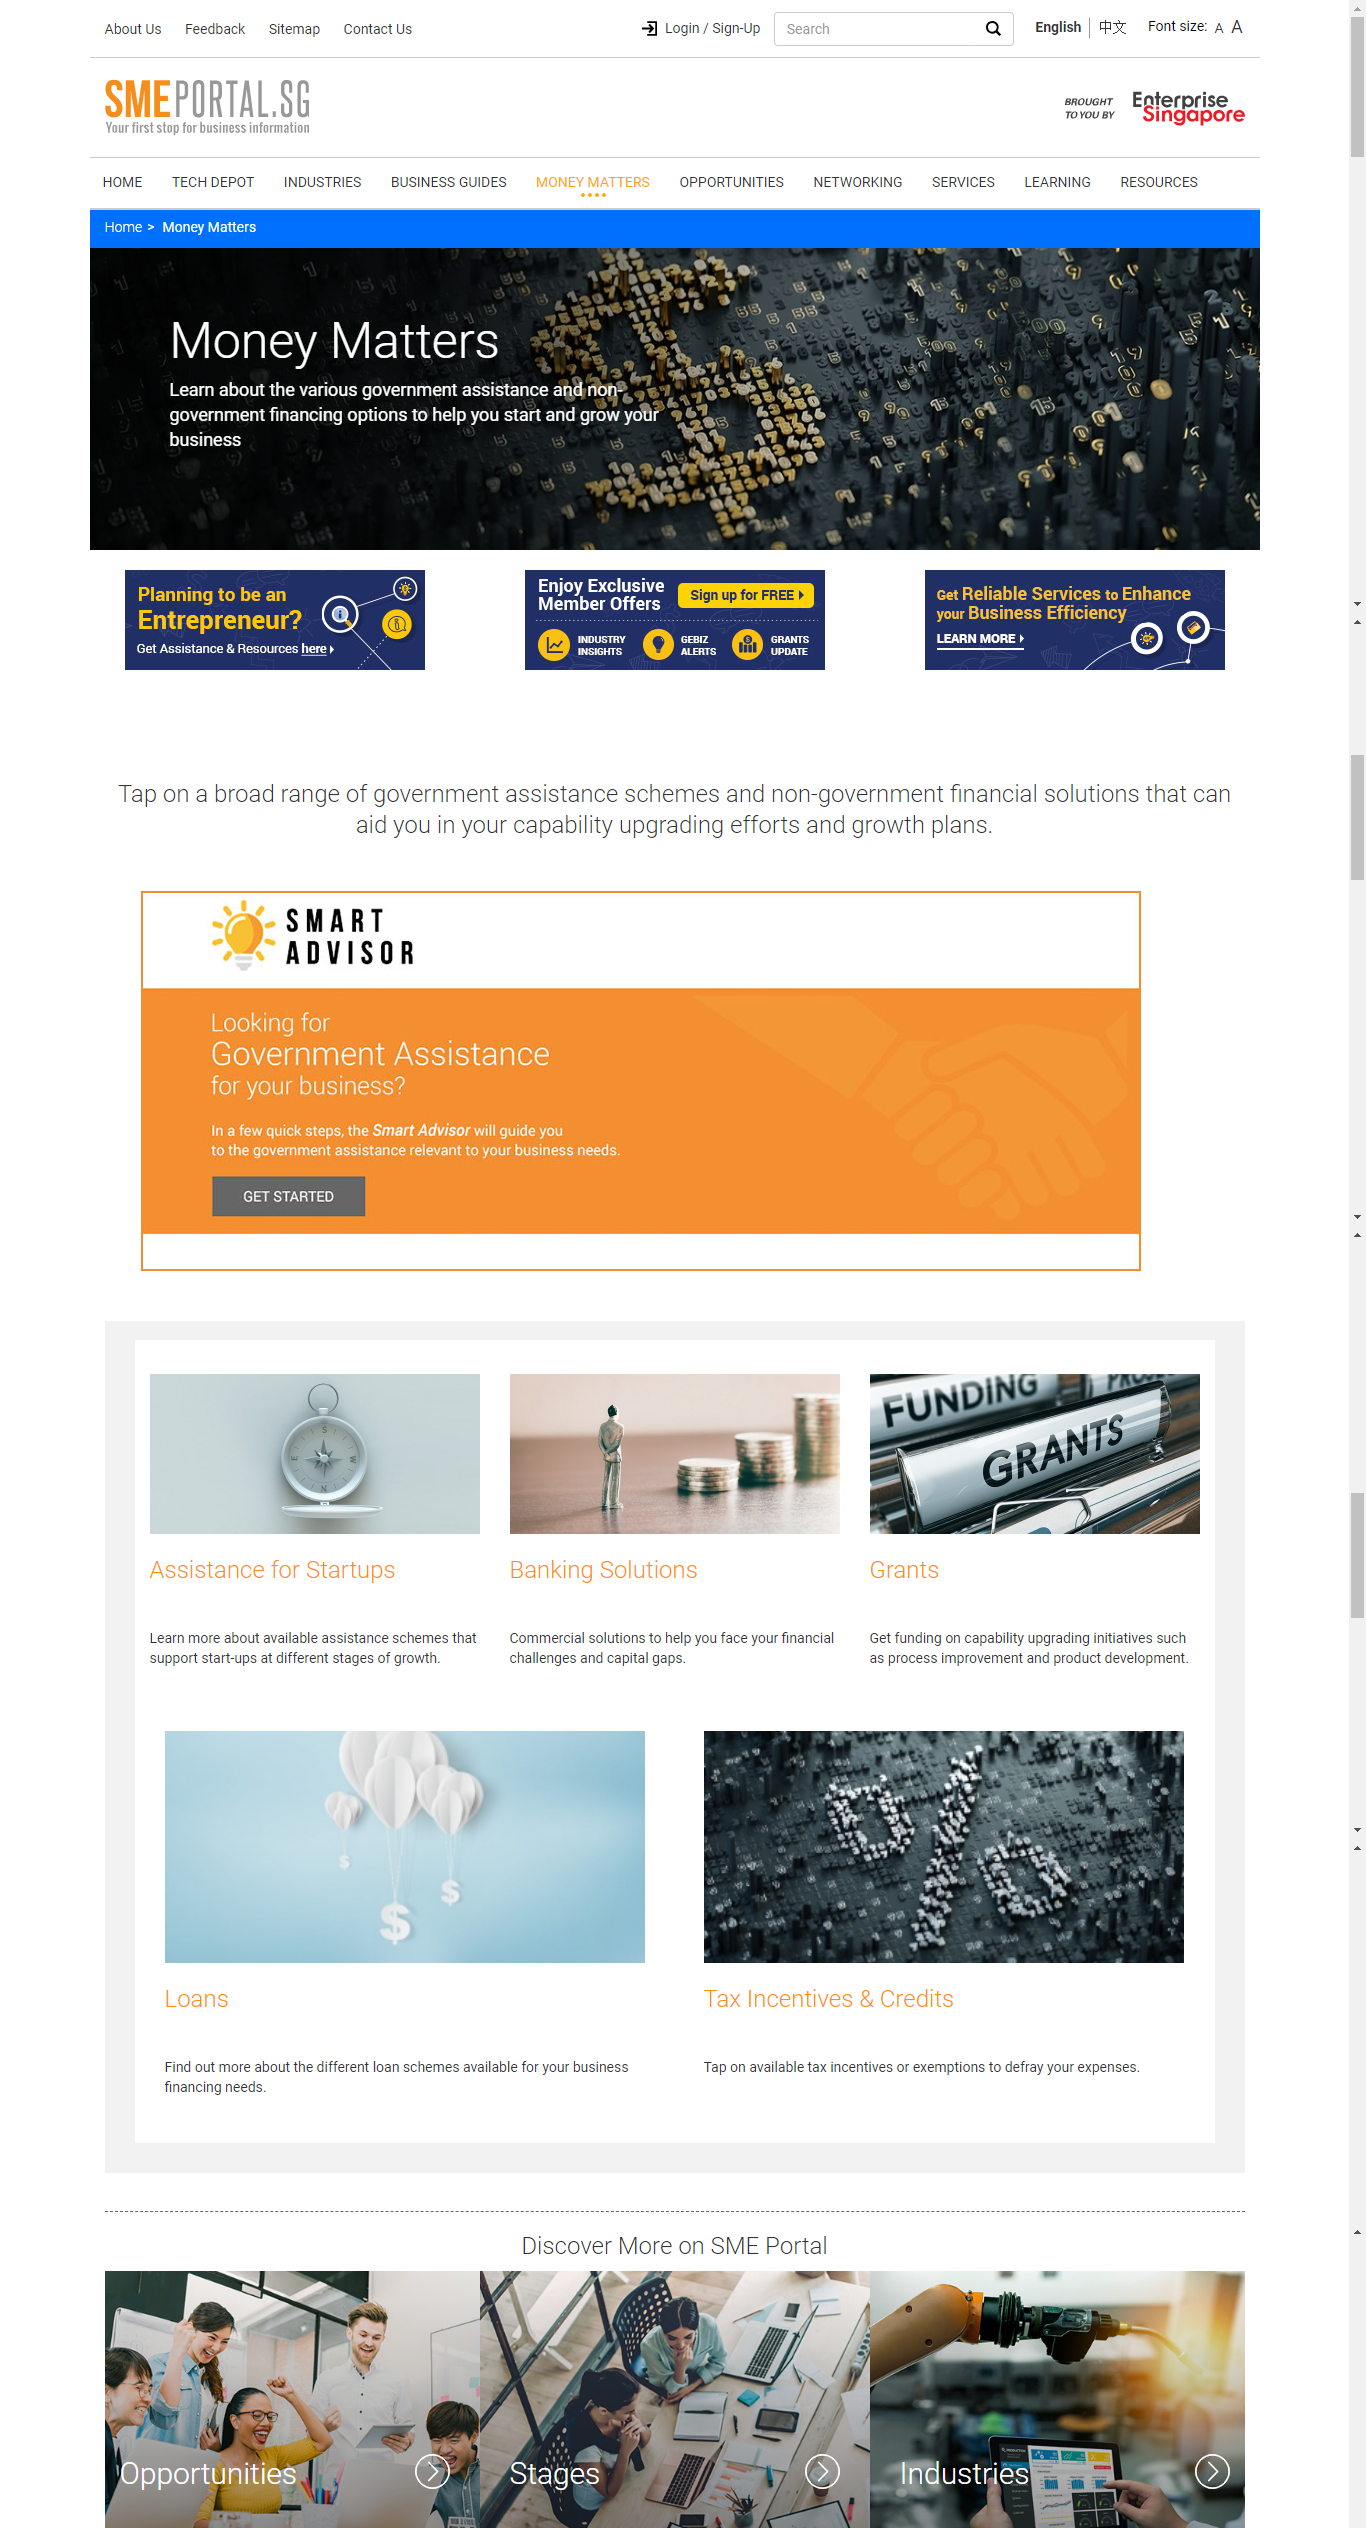 About Us Feedback Sitemap Contact Us Login / Sign-Up Search English 中文 Font size: A A
SMEPORTAL.SG
Your first stop for business information
BROUGHT
TO YOU BY
Enterprise
Singapore
HOME TECH DEPOT INDUSTRIES BUSINESS GUIDES MONEY MATTERS OPPORTUNITIES NETWORKING SERVICES LEARNING RESOURCES
Home > Money Matters
Money Matters
Learn about the various government assistance and non-
government financing options to help you start and grow your
business
Planning to be an
Entrepreneur?
Get Assistance & Resources here
Enjoy Exclusive
Member Offers
Sign up for FREE
INDUSTRY
INSIGHTS
GEBIZ
ALERTS
GRANTS
UPDATE
Get Reliable Services to Enhance
your Business Efficiency
LEARN MORE
Tap on a broad range of government assistance schemes and non-government financial solutions that can
aid you in your capability upgrading efforts and growth plans.
SMART
ADVISOR
Looking for
Government Assistance
for your business?
In a few quick steps, the Smart Advisor will guide you
to the government assistance relevant to your business needs.
GET STARTED
FUNDING
GRANTS
Assistance for Startups
Learn more about available assistance schemes that
support start-ups at different stages of growth.
Banking Solutions
Commercial solutions to help you face your financial
challenges and capital gaps.
Grants
Get funding on capability upgrading initiatives such
as process improvement and product development.
Loans
Find out more about the different loan schemes available for your business
financing needs.
Tax Incentives & Credits
Tap on available tax incentives or exemptions to defray your expenses.
Discover More on SME Portal
Opportunities
Stages
Industries